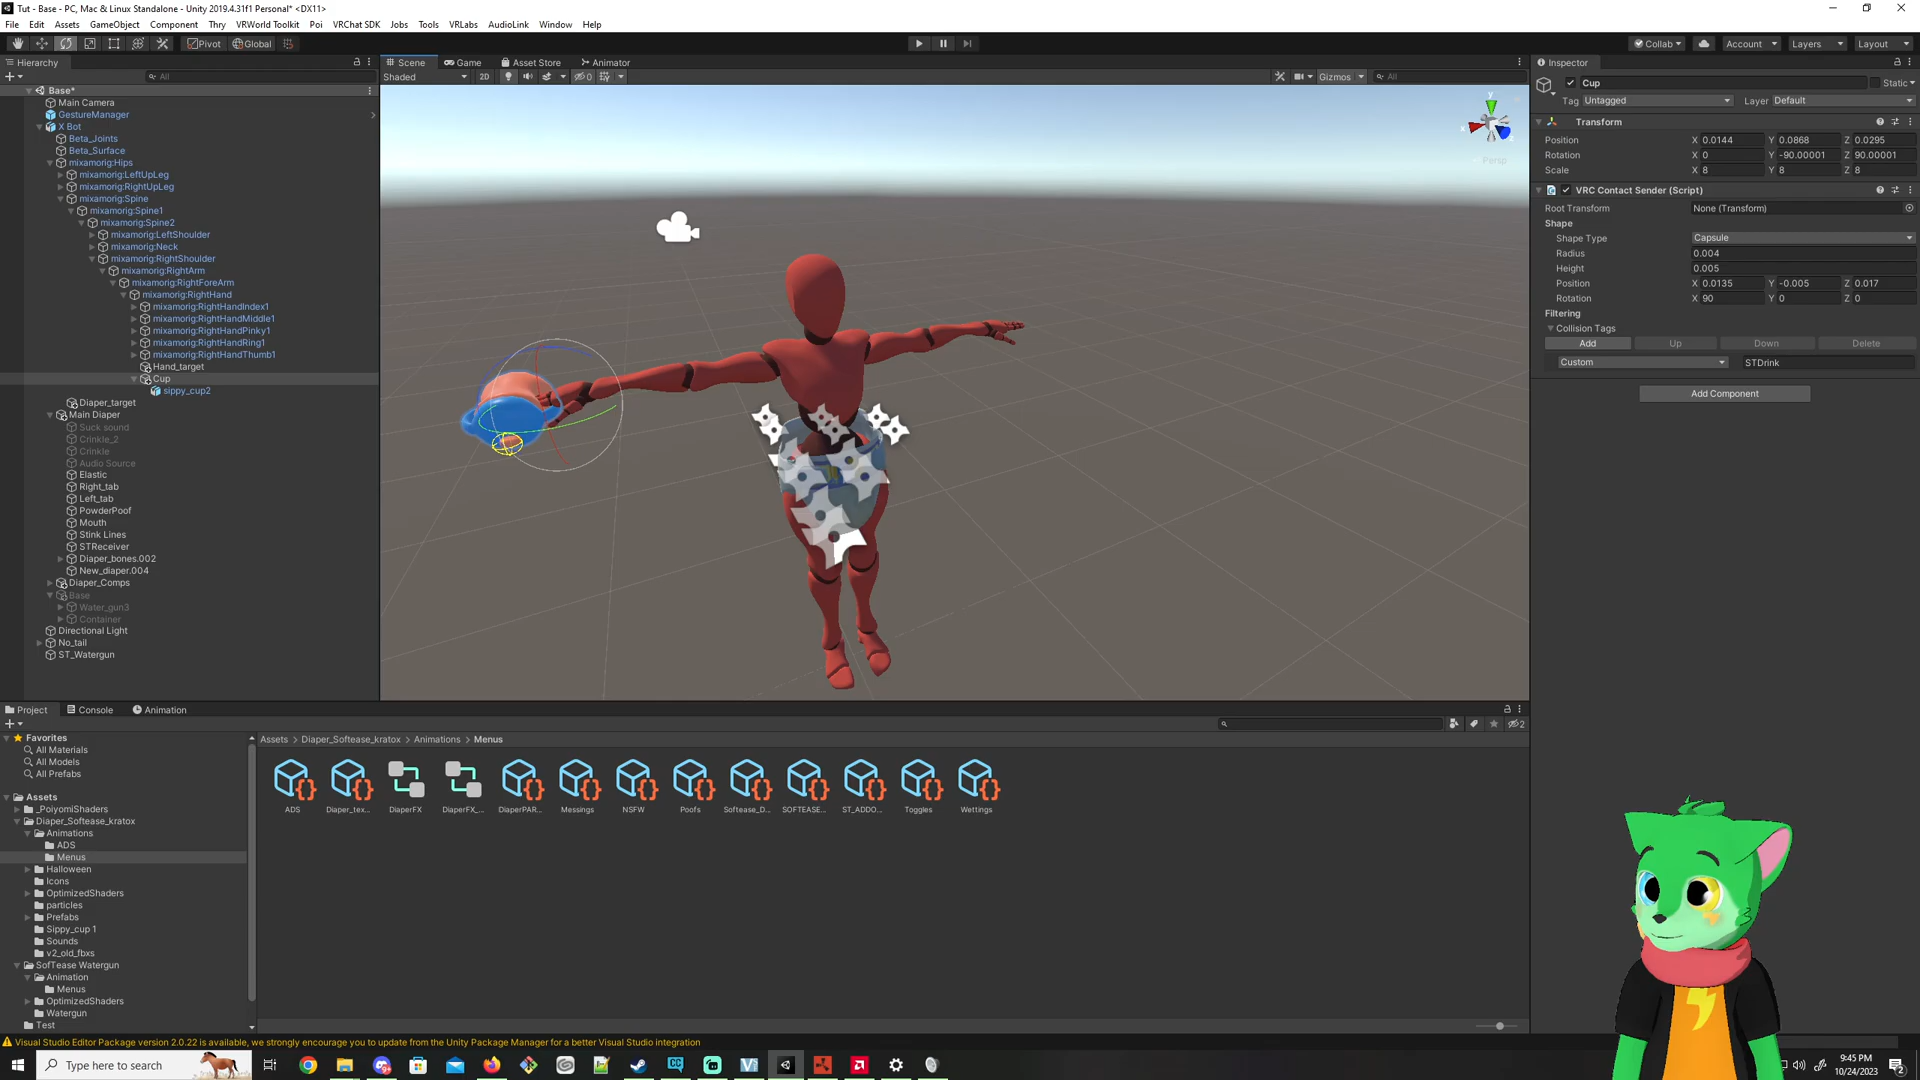 Tut - Base - PC, Mac & Linux Standalone - Unity 2019.4.31f1 Personal* <DX11>
File Edit Assets GameObject Component Thry VRWorld Toolkit Poi VRChat SDK Jobs Tools VRLabs AudioLink Window Help
Pivot Global Collab Account Layers Layout
Hierarchy
All
Base*
Main Camera
GestureManager
X Bot
Beta_Joints
Beta_Surface
mixamorig:Hips
mixamorig:LeftUpLeg
mixamorig:RightUpLeg
mixamorig:Spine
mixamorig:Spine1
mixamorig:Spine2
mixamorig:LeftShoulder
mixamorig:Neck
mixamorig:RightShoulder
mixamorig:RightArm
mixamorig:RightForeArm
mixamorig:RightHand
mixamorig:RightHandIndex1
mixamorig:RightHandMiddle1
mixamorig:RightHandPinky1
mixamorig:RightHandRing1
mixamorig:RightHandThumb1
Hand_target
Cup
sippy_cup2
Diaper_target
Main Diaper
Suck sound
Crinkle_2
Crinkle
Audio Source
Elastic
Right_tab
Left_tab
PowderPoof
Mouth
Stink Lines
STReceiver
Diaper_bones.002
New_diaper.004
Diaper_Comps
Base
Water_gun3
Container
Directional Light
No_tail
ST_Watergun
Scene Game Asset Store Animator
Shaded 2D 0 Gizmos All
y
x
Persp
Inspector
Cup Static
Tag Untagged Layer Default
Transform
Position X 0.0144 Y 0.0868 Z 0.0295
Rotation X 0 Y -90.00001 Z 90.00001
Scale X 8 Y 8 Z 8
VRC Contact Sender (Script)
Root Transform None (Transform)
Shape
Shape Type Capsule
Radius 0.004
Height 0.005
Position X 0.0135 Y -0.005 Z 0.017
Rotation X 90 Y 0 Z 0
Filtering
Collision Tags
Add Up Down Delete
Custom STDrink
Add Component
Project Console Animation
2
Favorites
All Materials
All Models
All Prefabs
Assets
_PoiyomiShaders
Diaper_Softease_kratox
Animations
ADS
Menus
Halloween
Icons
OptimizedShaders
particles
Prefabs
Sippy_cup 1
Sounds
v2_old_fbxs
SofTease Watergun
Animation
Menus
OptimizedShaders
Watergun
Test
Assets > Diaper_Softease_kratox > Animations > Menus
ADS Diaper_tex... DiaperFX DiaperFX_... DiaperPAR... Messings NSFW Poofs Softease_D... SOFTEASE... ST_ADDO... Toggles Wettings
Visual Studio Editor Package version 2.0.22 is available, we strongly encourage you to update from the Unity Package Manager for a better Visual Studio integration
Type here to search
9:45 PM
10/24/2023
2